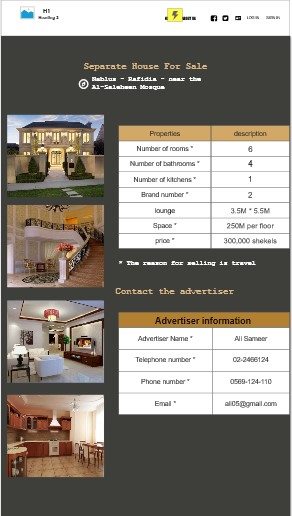 H1
Heading 2
LOGIN
SIGN IN
Separate House For Sale
Nablus - Rafidia - near the
Al-Saleheen Mosque
Properties description
Number of rooms * 6
Number of bathrooms * 4
Number of kitchens * 1
Brand number * 2
lounge 3.5M * 5.5M
Space * 250M per floor
price * 300,000 shekels
* The reason for selling is travel
Contact the advertiser
Advertiser information
Advertiser Name * Ali Sameer
Telephone number * 02-2466124
Phone number * 0569-124-110
Email * ali05@gmail.com